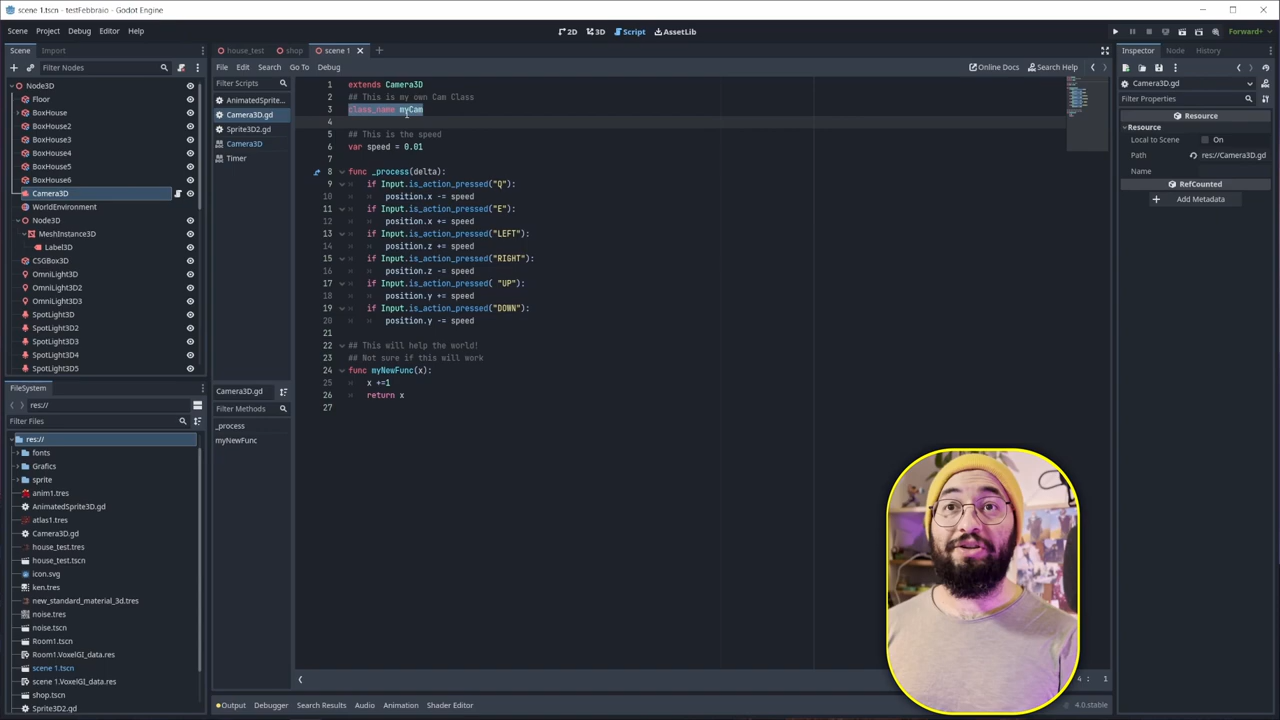 scene 1.tscn - testFebbraio - Godot Engine
Scene Project Debug Editor Help
2D 3D Script AssetLib
Forward+
Scene Import
Filter Nodes
Node3D
Floor
BoxHouse
BoxHouse2
BoxHouse3
BoxHouse4
BoxHouse5
BoxHouse6
Camera3D
WorldEnvironment
Node3D
MeshInstance3D
Label3D
CSGBox3D
OmniLight3D
OmniLight3D2
OmniLight3D3
SpotLight3D
SpotLight3D2
SpotLight3D3
SpotLight3D4
SpotLight3D5
FileSystem
res://
Filter Files
res://
fonts
Grafics
sprite
anim1.tres
AnimatedSprite3D.gd
atlas1.tres
Camera3D.gd
house_test.tres
house_test.tscn
icon.svg
ken.tres
new_standard_material_3d.tres
noise.tres
noise.tscn
Room1.tscn
Room1.VoxelGI_data.res
scene 1.tscn
scene 1.VoxelGI_data.res
shop.tscn
Sprite3D2.gd
house_test shop scene 1
File Edit Search Go To Debug
Online Docs Search Help
Filter Scripts
AnimatedSprite...
Camera3D.gd
Sprite3D2.gd
Camera3D
Timer
Camera3D.gd
Filter Methods
_process
myNewFunc
1 extends Camera3D
2 ## This is my own Cam Class
3 class_name myCam
4
5 ## This is the speed
6 var speed = 0.01
7
8 func _process(delta):
9 if Input.is_action_pressed("Q"):
10 position.x -= speed
11 if Input.is_action_pressed("E"):
12 position.x += speed
13 if Input.is_action_pressed("LEFT"):
14 position.z += speed
15 if Input.is_action_pressed("RIGHT"):
16 position.z -= speed
17 if Input.is_action_pressed( "UP"):
18 position.y += speed
19 if Input.is_action_pressed("DOWN"):
20 position.y -= speed
21
22 ## This will help the world!
23 ## Not sure if this will work
24 func myNewFunc(x):
25 x +=1
26 return x
27
4 : 1
Output Debugger Search Results Audio Animation Shader Editor
4.0.stable
Inspector Node History
Camera3D.gd
Filter Properties
Resource
Resource
Local to Scene On
Path res://Camera3D.gd
Name
RefCounted
Add Metadata